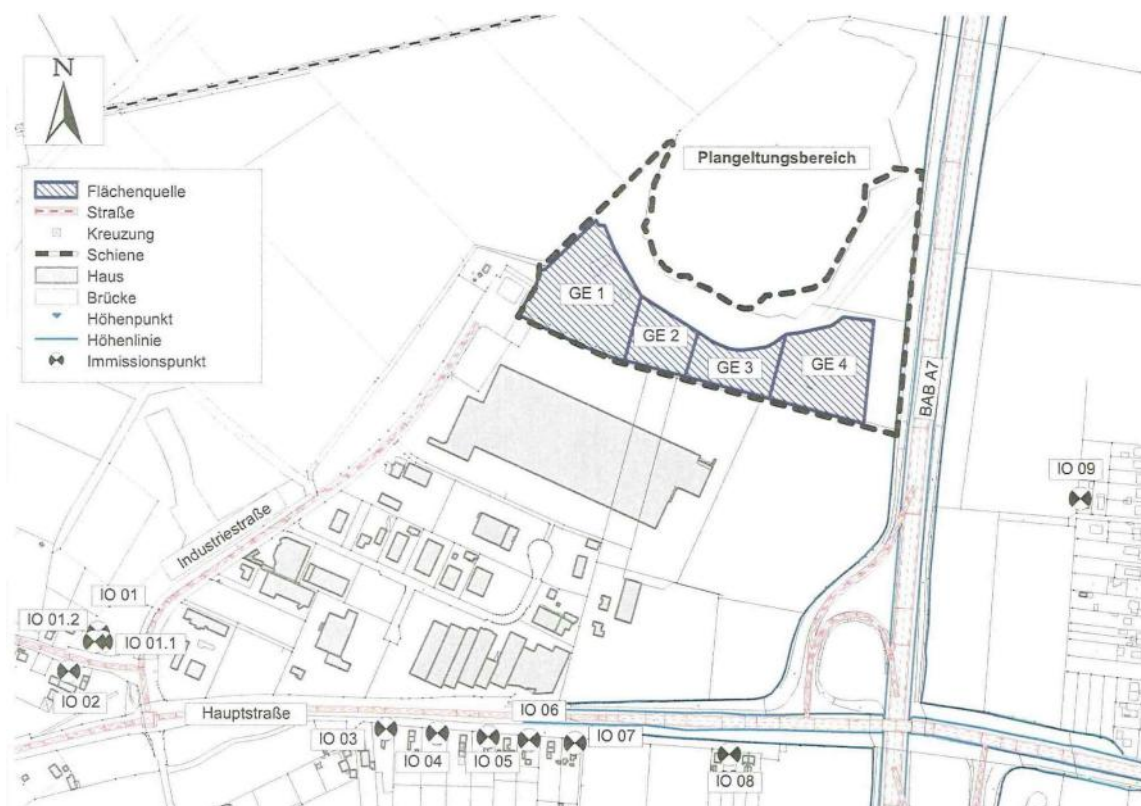 N
Plangeltungsbereich
Flächenquelle
Straße
Kreuzung
Schiene
Haus
Brücke
Höhenpunkt
Höhenlinie
Immissionspunkt
GE 1
GE 2
GE 3
GE 4
BAB A7
IO 09
Industriestraße
IO 01
IO 01.2
IO 01.1
IO 02
Hauptstraße
IO 06
IO 03
IO 04
IO 05
IO 07
IO 08